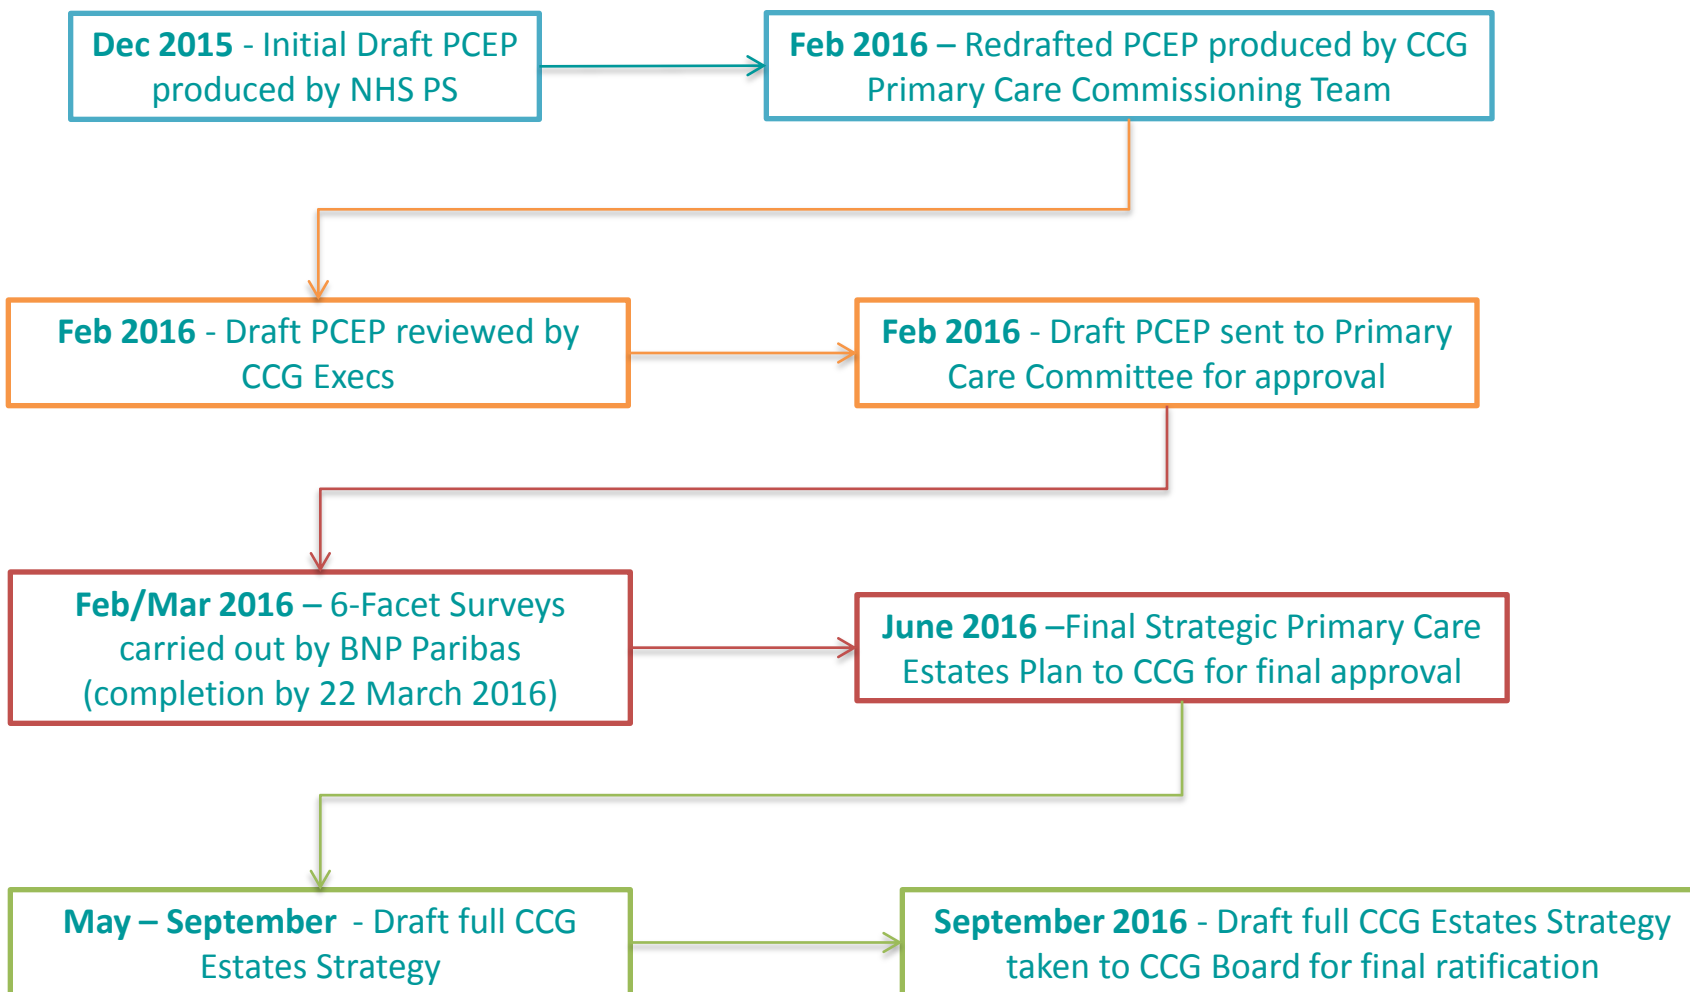 Dec 2015 - Initial Draft PCEP
produced by NHS PS
Feb 2016 – Redrafted PCEP produced by CCG
Primary Care Commissioning Team
Feb 2016 - Draft PCEP reviewed by
CCG Execs
Feb 2016 - Draft PCEP sent to Primary
Care Committee for approval
Feb/Mar 2016 – 6-Facet Surveys
carried out by BNP Paribas
(completion by 22 March 2016)
June 2016 –Final Strategic Primary Care
Estates Plan to CCG for final approval
May – September - Draft full CCG
Estates Strategy
September 2016 - Draft full CCG Estates Strategy
taken to CCG Board for final ratification